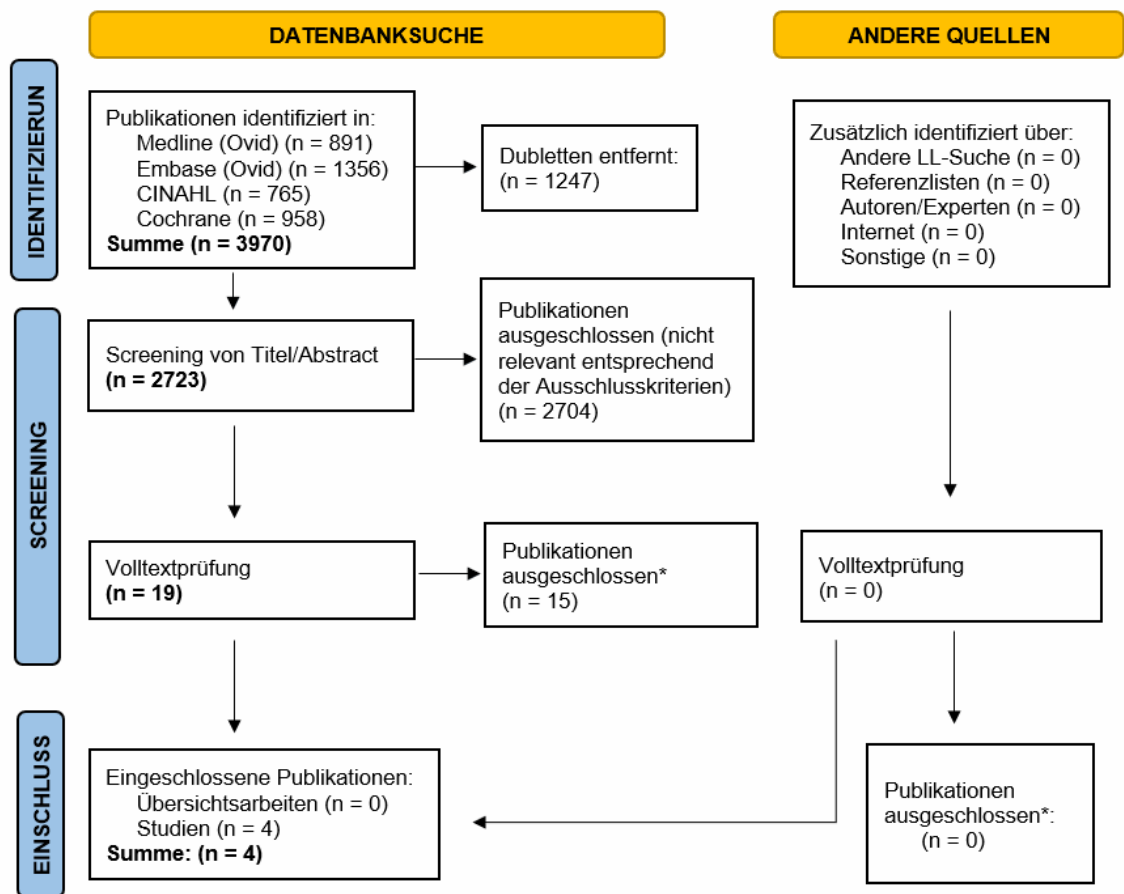 DATENBANKSUCHE
ANDERE QUELLEN
IDENTIFIZIERUN
Publikationen identifiziert in:
Medline (Ovid) (n = 891)
Embase (Ovid) (n = 1356)
CINAHL (n = 765)
Cochrane (n = 958)
Summe (n = 3970)
Dubletten entfernt:
(n = 1247)
Zusätzlich identifiziert über:
Andere LL-Suche (n = 0)
Referenzlisten (n = 0)
Autoren/Experten (n = 0)
Internet (n = 0)
Sonstige (n = 0)
SCREENING
Screening von Titel/Abstract
(n = 2723)
Publikationen
ausgeschlossen (nicht
relevant entsprechend
der Ausschlusskriterien)
(n = 2704)
Volltextprüfung
(n = 19)
Publikationen
ausgeschlossen*
(n = 15)
Volltextprüfung
(n = 0)
EINSCHLUSS
Eingeschlossene Publikationen:
Übersichtsarbeiten (n = 0)
Studien (n = 4)
Summe: (n = 4)
Publikationen
ausgeschlossen*:
(n = 0)